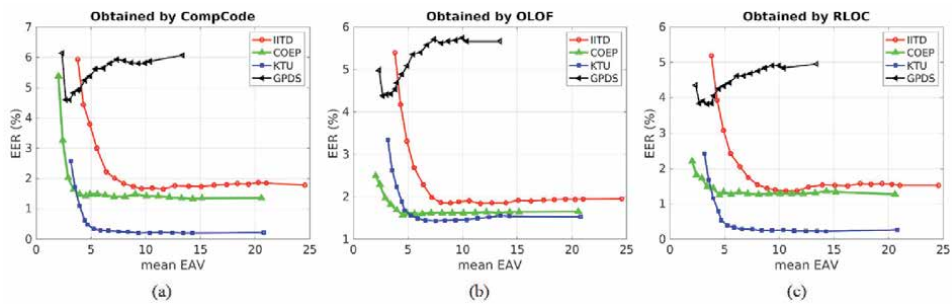 Obtained by CompCode
7
6
5
4
3
2
1
0
EER (%)
0 5 10 15 20 25
mean EAV
IITD
COEP
KTU
GPDS
(a)
Obtained by OLOF
6
5
4
3
2
1
EER (%)
0 5 10 15 20 25
mean EAV
IITD
COEP
KTU
GPDS
(b)
Obtained by RLOC
6
5
4
3
2
1
0
EER (%)
0 5 10 15 20 25
mean EAV
IITD
COEP
KTU
GPDS
(c)